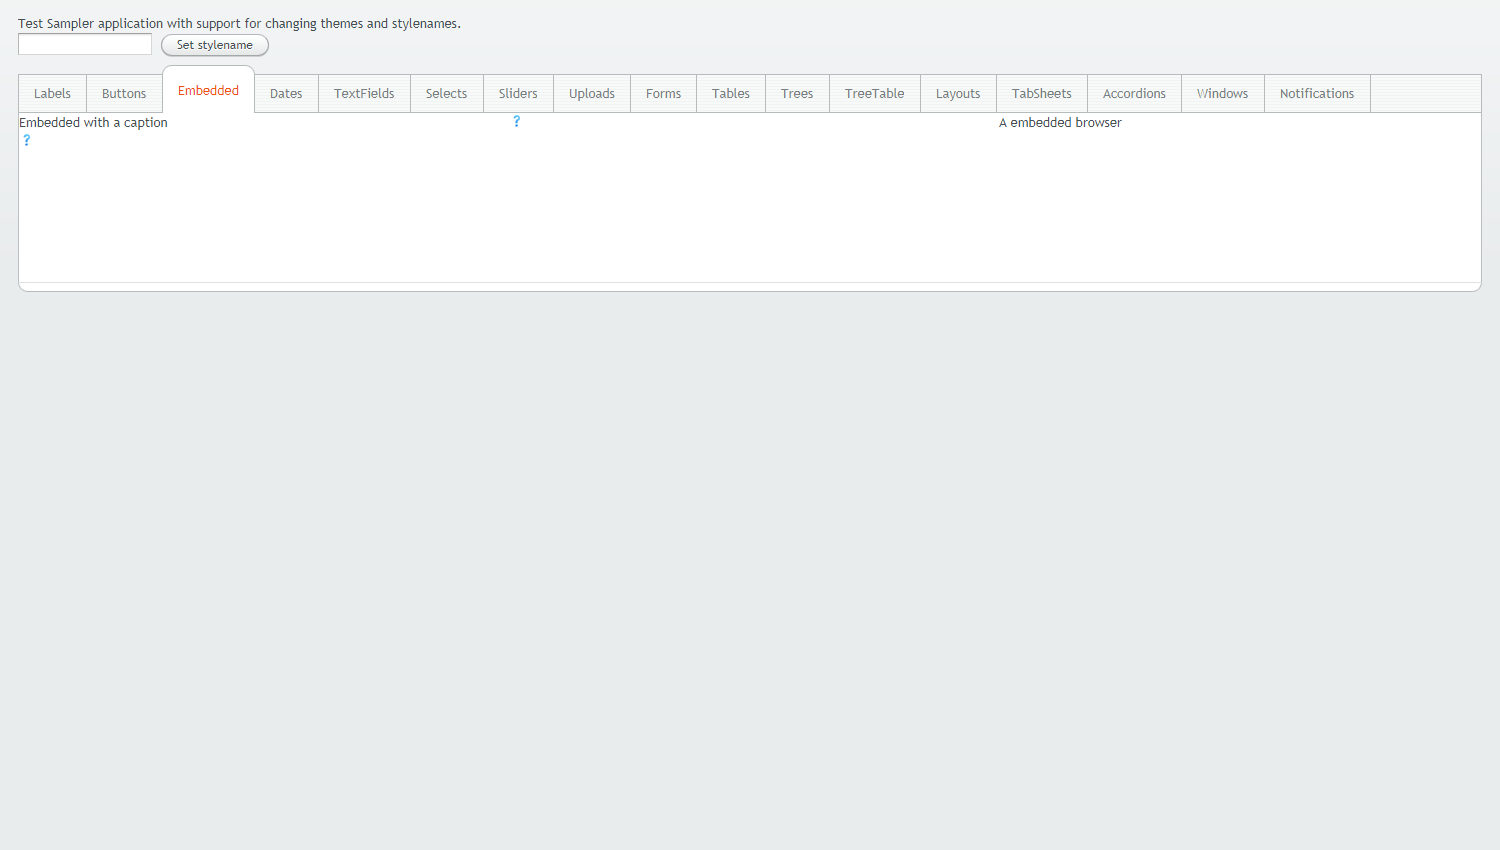 Test Sampler application with support for changing themes and stylenames.
Set stylename
Labels Buttons Embedded Dates TextFields Selects Sliders Uploads Forms Tables Trees TreeTable Layouts TabSheets Accordions Windows Notifications
Embedded with a caption ? A embedded browser
?